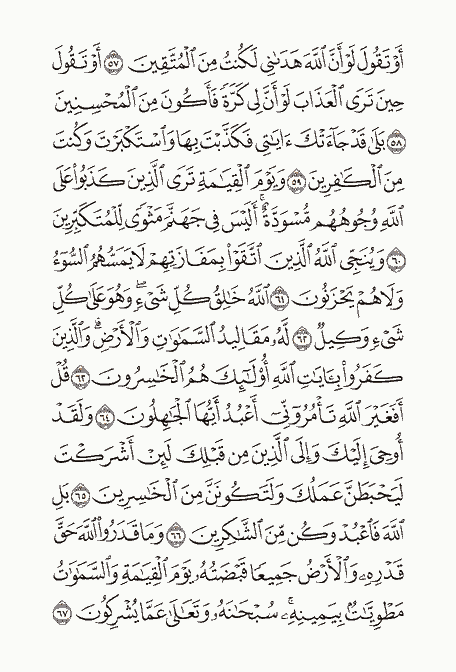 أَوْ تَقُولَ لَوْ أَنَّ ٱللَّهَ هَدَىٰنِى لَكُنتُ مِنَ ٱلْمُتَّقِينَ ٥٧ أَوْ تَقُولَ
حِينَ تَرَى ٱلْعَذَابَ لَوْ أَنَّ لِى كَرَّةً فَأَكُونَ مِنَ ٱلْمُحْسِنِينَ
٥٨ بَلَىٰ قَدْ جَآءَتْكَ ءَايَٰتِى فَكَذَّبْتَ بِهَا وَٱسْتَكْبَرْتَ وَكُنتَ
مِنَ ٱلْكَٰفِرِينَ ٥٩ وَيَوْمَ ٱلْقِيَٰمَةِ تَرَى ٱلَّذِينَ كَذَبُوا۟ عَلَى
ٱللَّهِ وُجُوهُهُم مُّسْوَدَّةٌ ۚ أَلَيْسَ فِى جَهَنَّمَ مَثْوًى لِّلْمُتَكَبِّرِينَ
٦٠ وَيُنَجِّى ٱللَّهُ ٱلَّذِينَ ٱتَّقَوْا۟ بِمَفَازَتِهِمْ لَا يَمَسُّهُمُ ٱلسُّوٓءُ
وَلَا هُمْ يَحْزَنُونَ ٦١ ٱللَّهُ خَٰلِقُ كُلِّ شَىْءٍ ۖ وَهُوَ عَلَىٰ كُلِّ
شَىْءٍ وَكِيلٌ ٦٢ لَّهُۥ مَقَالِيدُ ٱلسَّمَٰوَٰتِ وَٱلْأَرْضِ ۗ وَٱلَّذِينَ
كَفَرُوا۟ بِـَٔايَٰتِ ٱللَّهِ أُو۟لَٰٓئِكَ هُمُ ٱلْخَٰسِرُونَ ٦٣ قُلْ
أَفَغَيْرَ ٱللَّهِ تَأْمُرُوٓنِّىٓ أَعْبُدُ أَيُّهَا ٱلْجَٰهِلُونَ ٦٤ وَلَقَدْ
أُوحِىَ إِلَيْكَ وَإِلَى ٱلَّذِينَ مِن قَبْلِكَ لَئِنْ أَشْرَكْتَ
لَيَحْبَطَنَّ عَمَلُكَ وَلَتَكُونَنَّ مِنَ ٱلْخَٰسِرِينَ ٦٥ بَلِ
ٱللَّهَ فَٱعْبُدْ وَكُن مِّنَ ٱلشَّٰكِرِينَ ٦٦ وَمَا قَدَرُوا۟ ٱللَّهَ حَقَّ
قَدْرِهِۦ وَٱلْأَرْضُ جَمِيعًا قَبْضَتُهُۥ يَوْمَ ٱلْقِيَٰمَةِ وَٱلسَّمَٰوَٰتُ
مَطْوِيَّٰتٌۢ بِيَمِينِهِۦ ۚ سُبْحَٰنَهُۥ وَتَعَٰلَىٰ عَمَّا يُشْرِكُونَ ٦٧